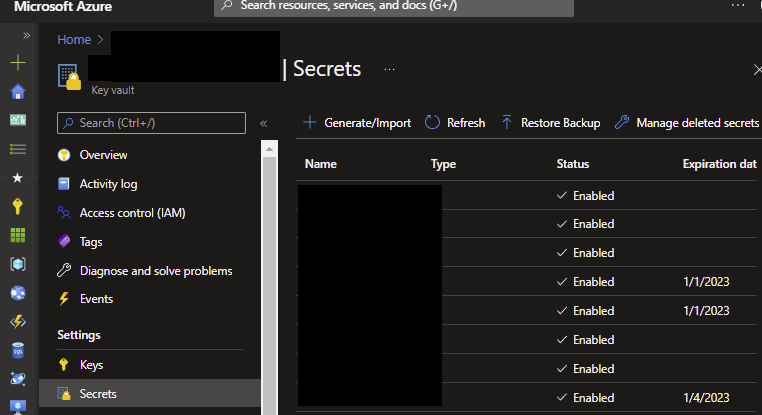 Microsoft Azure
Search resources, services, and docs (G+/)
Home >
| Secrets ...
Key vault
Search (Ctrl+/)
Overview
Activity log
Access control (IAM)
Tags
Diagnose and solve problems
Events
Settings
Keys
Secrets
Generate/Import Refresh Restore Backup Manage deleted secrets
Name Type Status Expiration dat
Enabled
Enabled
Enabled
Enabled 1/1/2023
Enabled 1/1/2023
Enabled
Enabled
Enabled 1/4/2023